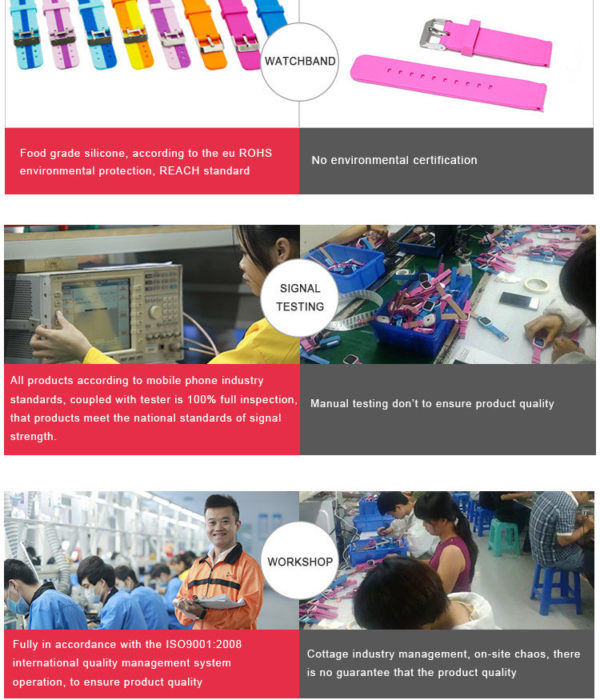 WATCHBAND
Food grade silicone, according to the eu ROHS
environmental protection, REACH standard
No environmental certification
SIGNAL
TESTING
All products according to mobile phone industry
standards, coupled with tester is 100% full inspection,
that products meet the national standards of signal
strength.
Manual testing don't to ensure product quality
WORKSHOP
Fully in accordance with the ISO9001:2008
international quality management system
operation, to ensure product quality
Cottage industry management, on-site chaos, there
is no guarantee that the product quality